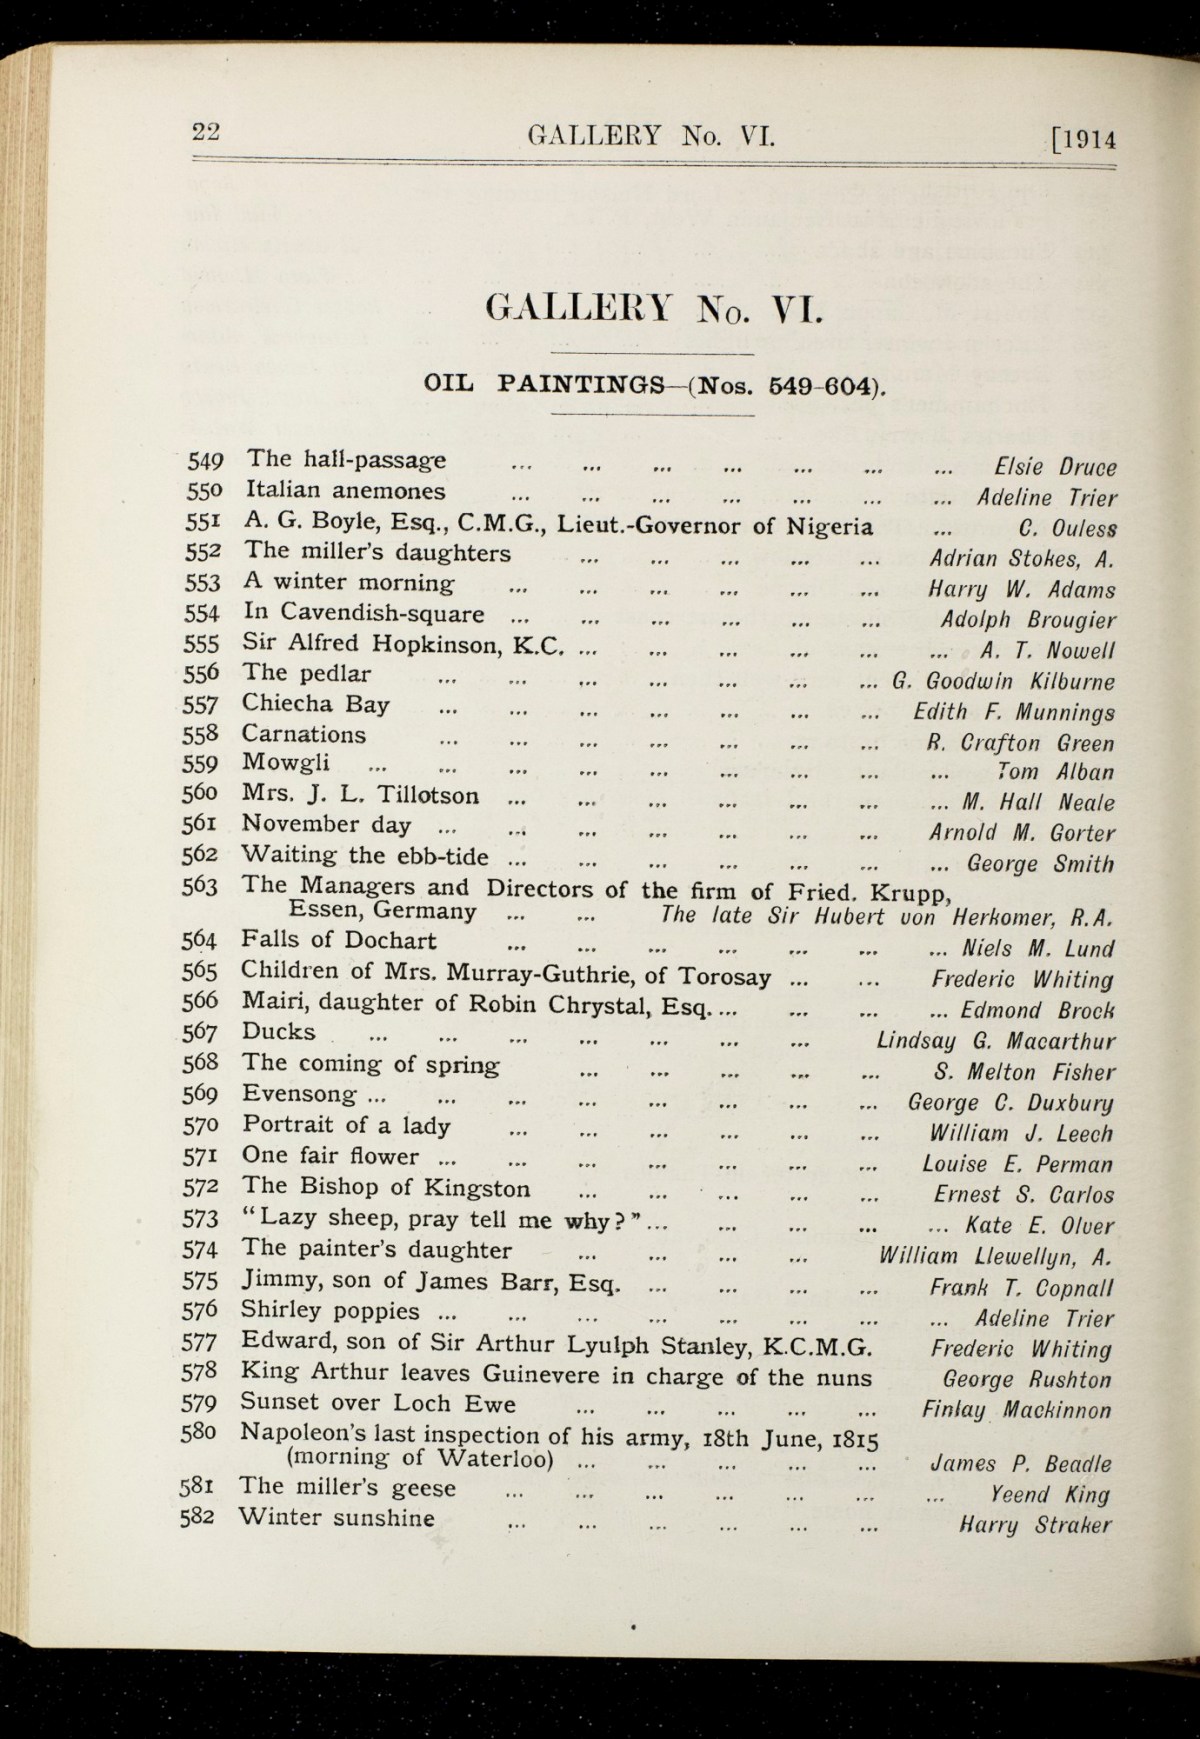 22 GALLERY No. VI. [1914
GALLERY No. VI.
OIL PAINTINGS—(Nos. 549-604).
549 The hall-passage ... ... ... ... ... ... ... Elsie Druce
550 Italian anemones ... ... ... ... ... ... ... Adeline Trier
551 A. G. Boyle, Esq., C.M.G., Lieut.-Governor of Nigeria ... C. Ouless
552 The miller's daughters ... ... ... ... ... Adrian Stokes, A.
553 A winter morning ... ... ... ... ... ... Harry W. Adams
554 In Cavendish-square ... ... ... ... ... ... Adolph Brougier
555 Sir Alfred Hopkinson, K.C. ... ... ... ... ... ... A. T. Nowell
556 The pedlar ... ... ... ... ... ... ... G. Goodwin Kilburne
557 Chiecha Bay ... ... ... ... ... ... ... Edith F. Munnings
558 Carnations ... ... ... ... ... ... ... R. Crafton Green
559 Mowgli ... ... ... ... ... ... ... ... ... Tom Alban
560 Mrs. J. L. Tillotson ... ... ... ... ... ... ... M. Hall Neale
561 November day ... ... ... ... ... ... ... Arnold M. Gorter
562 Waiting the ebb-tide ... ... ... ... ... ... ... George Smith
563 The Managers and Directors of the firm of Fried. Krupp,
Essen, Germany ... ... The late Sir Hubert von Herkomer, R.A.
564 Falls of Dochart ... ... ... ... ... ... ... Niels M. Lund
565 Children of Mrs. Murray-Guthrie, of Torosay ... ... Frederic Whiting
566 Mairi, daughter of Robin Chrystal, Esq. ... ... ... ... Edmond Brock
567 Ducks ... ... ... ... ... ... ... Lindsay G. Macarthur
568 The coming of spring ... ... ... ... ... S. Melton Fisher
569 Evensong ... ... ... ... ... ... ... ... George C. Duxbury
570 Portrait of a lady ... ... ... ... ... ... William J. Leech
571 One fair flower ... ... ... ... ... ... ... Louise E. Perman
572 The Bishop of Kingston ... ... ... ... ... Ernest S. Carlos
573 "Lazy sheep, pray tell me why?"... ... ... ... ... Kate E. Olver
574 The painter's daughter ... ... ... ... William Llewellyn, A.
575 Jimmy, son of James Barr, Esq. ... ... ... ... Frank T. Copnall
576 Shirley poppies ... ... ... ... ... ... ... ... Adeline Trier
577 Edward, son of Sir Arthur Lyulph Stanley, K.C.M.G. Frederic Whiting
578 King Arthur leaves Guinevere in charge of the nuns George Rushton
579 Sunset over Loch Ewe ... ... ... ... ... Finlay Mackinnon
580 Napoleon's last inspection of his army, 18th June, 1815
(morning of Waterloo) ... ... ... ... ... James P. Beadle
581 The miller's geese ... ... ... ... ... ... ... Yeend King
582 Winter sunshine ... ... ... ... ... ... Harry Straker